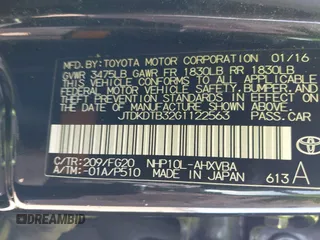 MFD. BY: TOYOTA MOTOR CORPORATION 01/16
GVWR 3475LB GAWR FR 1830LB RR 1830LB
THIS VEHICLE CONFORMS TO ALL APPLICABLE
FEDERAL MOTOR VEHICLE SAFETY, BUMPER, AND
THEFT PREVENTION STANDARDS IN EFFECT ON
THE DATE OF MANUFACTURE SHOWN ABOVE.
JTDKDTB32G1122563 PASS.CAR
C/TR: 209/FG20 NHP10L-AHXVBA
A/TM: -01A/P510 MADE IN JAPAN 613 A
DREAMBID